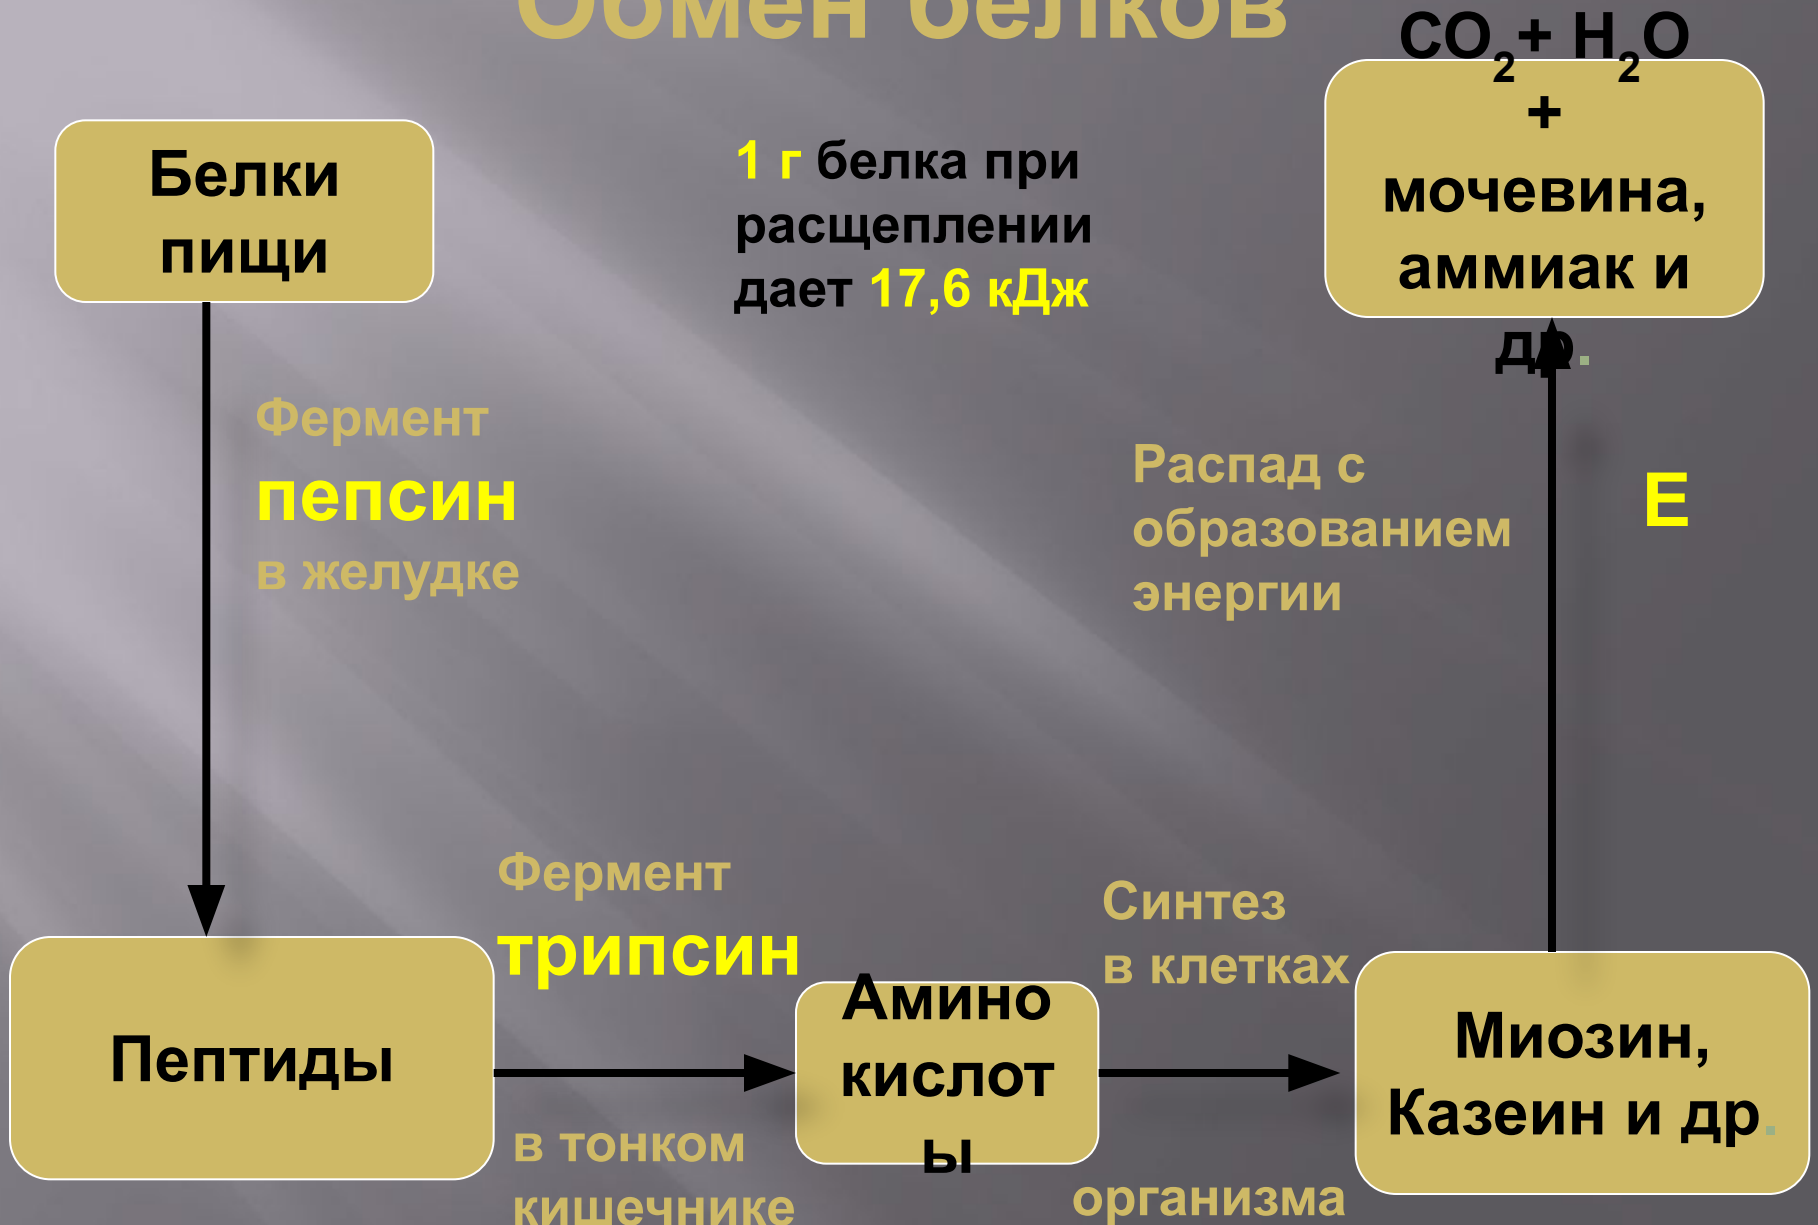 Обмен белков
Белки
пищи
1 г белка при
расщеплении
дает 17,6 кДж
CO₂+ H₂O
+
мочевина,
аммиак и
др.
Фермент
пепсин
в желудке
Распад с
образованием
энергии
Е
Пептиды
Фермент
трипсин
в тонком
кишечнике
Амино
кислот
ы
Синтез
в клетках
организма
Миозин,
Казеин и др.